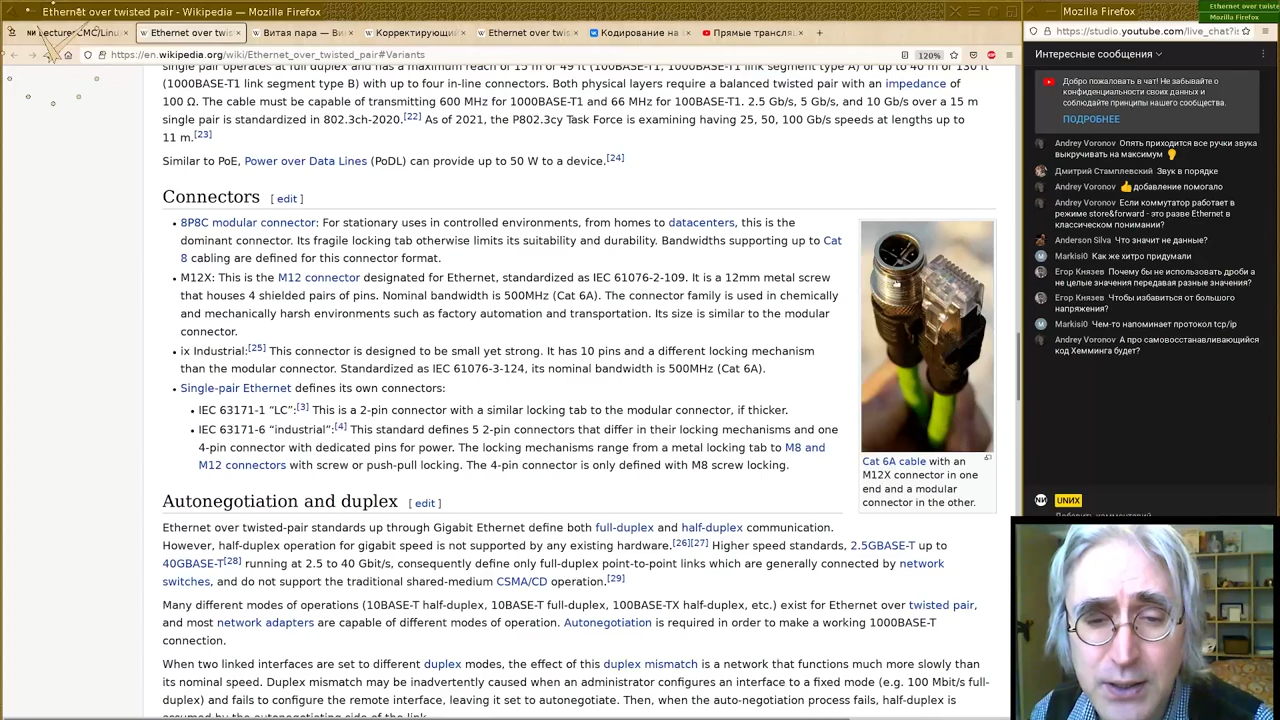 Ethernet over twisted pair - Wikipedia — Mozilla Firefox
Mozilla Firefox
Ethernet over twiste
Mozilla Firefox
Ethernet over twis
Витая пара — Ви
Корректировани
Ethernet over twis
Кодирование на
Прямые трансляц
https://en.wikipedia.org/wiki/Ethernet_over_twisted_pair#Variants
120%
https://studio.youtube.com/live_chat?is
single pair operates at full duplex and has a maximum reach of 15 m or 49 ft (100BASE-T1, 1000BASE-T1 link segment type A) or up to 40 m or 130 ft
(1000BASE-T1 link segment type B) with up to four in-line connectors. Both physical layers require a balanced twisted pair with an impedance of
100 Ω. The cable must be capable of transmitting 600 MHz for 1000BASE-T1 and 66 MHz for 100BASE-T1. 2.5 Gb/s, 5 Gb/s, and 10 Gb/s over a 15 m
single pair is standardized in 802.3ch-2020.[22] As of 2021, the P802.3cy Task Force is examining having 25, 50, 100 Gb/s speeds at lengths up to
11 m.[23]
Similar to PoE, Power over Data Lines (PoDL) can provide up to 50 W to a device.[24]
Connectors [ edit ]
• 8P8C modular connector: For stationary uses in controlled environments, from homes to datacenters, this is the
dominant connector. Its fragile locking tab otherwise limits its suitability and durability. Bandwidths supporting up to Cat
8 cabling are defined for this connector format.
• M12X: This is the M12 connector designated for Ethernet, standardized as IEC 61076-2-109. It is a 12mm metal screw
that houses 4 shielded pairs of pins. Nominal bandwidth is 500MHz (Cat 6A). The connector family is used in chemically
and mechanically harsh environments such as factory automation and transportation. Its size is similar to the modular
connector.
• ix Industrial:[25] This connector is designed to be small yet strong. It has 10 pins and a different locking mechanism
than the modular connector. Standardized as IEC 61076-3-124, its nominal bandwidth is 500MHz (Cat 6A).
• Single-pair Ethernet defines its own connectors:
• IEC 63171-1 “LC”:[3] This is a 2-pin connector with a similar locking tab to the modular connector, if thicker.
• IEC 63171-6 “industrial”:[4] This standard defines 5 2-pin connectors that differ in their locking mechanisms and one
4-pin connector with dedicated pins for power. The locking mechanisms range from a metal locking tab to M8 and
M12 connectors with screw or push-pull locking. The 4-pin connector is only defined with M8 screw locking.
Cat 6A cable with an
M12X connector in one
end and a modular
connector in the other.
Autonegotiation and duplex [ edit ]
Ethernet over twisted-pair standards up through Gigabit Ethernet define both full-duplex and half-duplex communication.
However, half-duplex operation for gigabit speed is not supported by any existing hardware.[26][27] Higher speed standards, 2.5GBASE-T up to
40GBASE-T[28] running at 2.5 to 40 Gbit/s, consequently define only full-duplex point-to-point links which are generally connected by network
switches, and do not support the traditional shared-medium CSMA/CD operation.[29]
Many different modes of operations (10BASE-T half-duplex, 10BASE-T full-duplex, 100BASE-TX half-duplex, etc.) exist for Ethernet over twisted pair,
and most network adapters are capable of different modes of operation. Autonegotiation is required in order to make a working 1000BASE-T
connection.
When two linked interfaces are set to different duplex modes, the effect of this duplex mismatch is a network that functions much more slowly than
its nominal speed. Duplex mismatch may be inadvertently caused when an administrator configures an interface to a fixed mode (e.g. 100 Mbit/s full-
duplex) and fails to configure the remote interface, leaving it set to autonegotiate. Then, when the auto-negotiation process fails, half-duplex is
assumed by the autonegotiating side of the link.
Интересные сообщения
Добро пожаловать в чат! Не забывайте о
конфиденциальности своих данных и
соблюдайте принципы нашего сообщества.
ПОДРОБНЕЕ
Andrey Voronov Опять приходится все ручки звука
выкручивать на максимум
Дмитрий Стамплевский Звук в порядке
Andrey Voronov 👍добавление помогало
Andrey Voronov Если коммутатор работает в
режиме store&forward - это разве Ethernet в
классическом понимании?
Anderson Silva Что значит не данные?
Markisi0 Как же хитро придумали
Егор Князев Почему бы не использовать дроби а
не целые значения передавая разные значения?
Егор Князев Чтобы избавиться от большого
напряжения?
Markisi0 Чем-то напоминает протокол tcp/ip
Andrey Voronov А про самовосстанавливающийся
код Хемминга будет?
UNИX